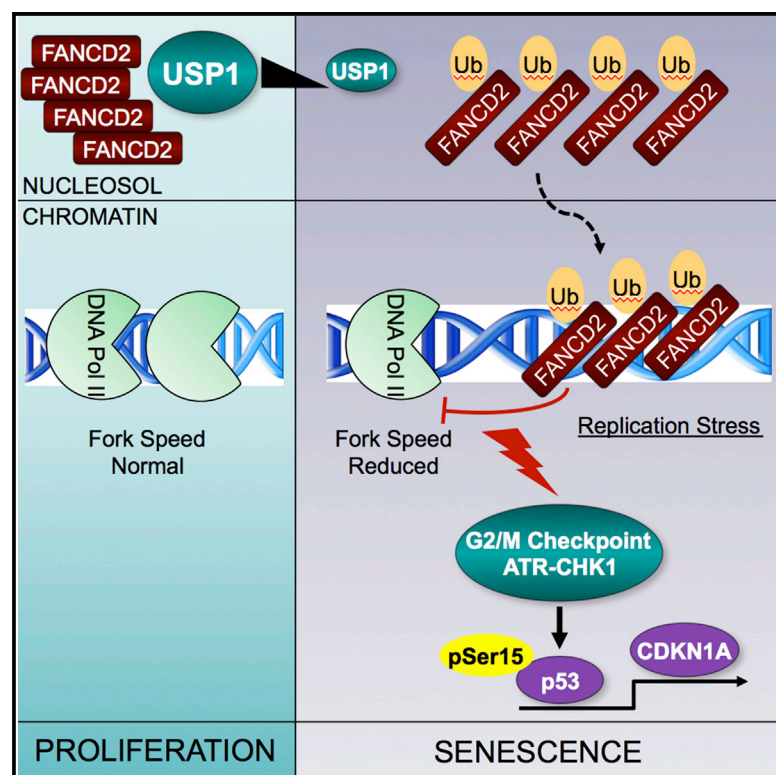 FANCD2
FANCD2
FANCD2
FANCD2
USP1
NUCLEOSOL
USP1
Ub
Ub
Ub
Ub
FANCD2
FANCD2
FANCD2
FANCD2
CHROMATIN
DNA Pol II
Fork Speed
Normal
DNA Pol II
Fork Speed
Reduced
Ub
Ub
Ub
FANCD2
FANCD2
FANCD2
Replication Stress
G2/M Checkpoint
ATR-CHK1
pSer15
p53
CDKN1A
PROLIFERATION
SENESCENCE